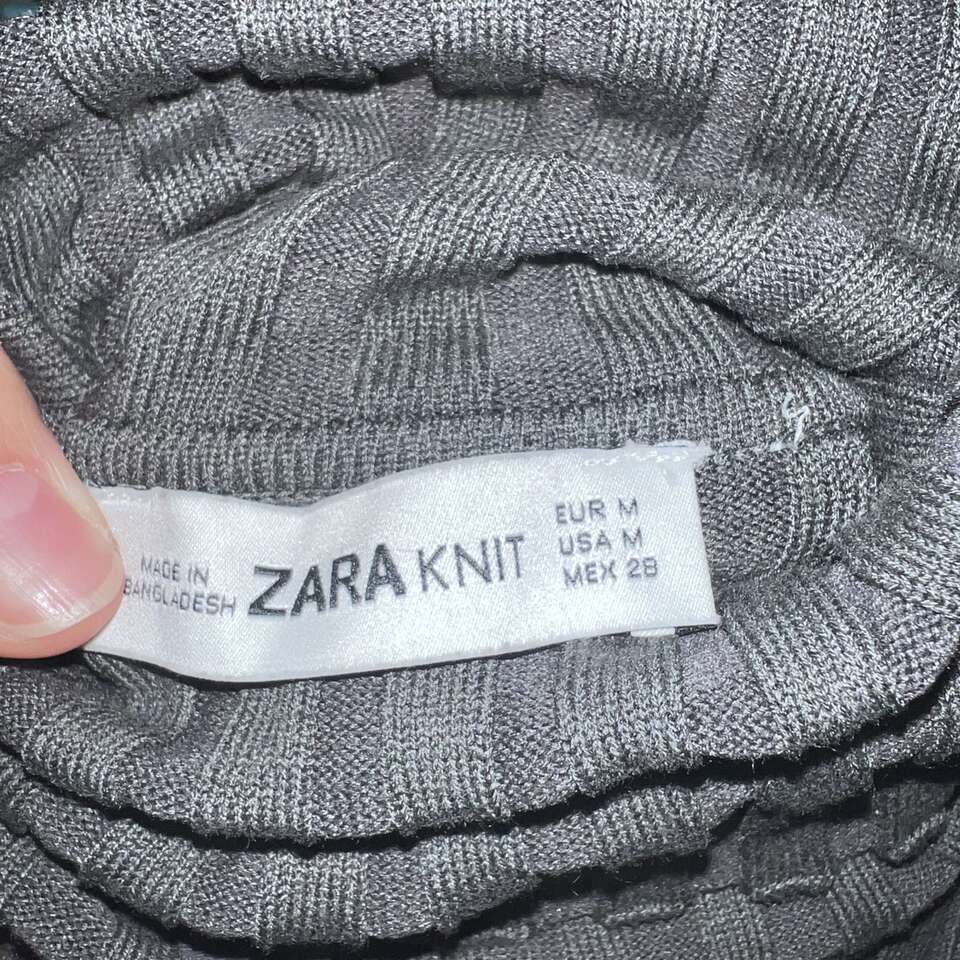 MADE IN
BANGLADESH
ZARA KNIT
EUR M
USA M
MEX 28